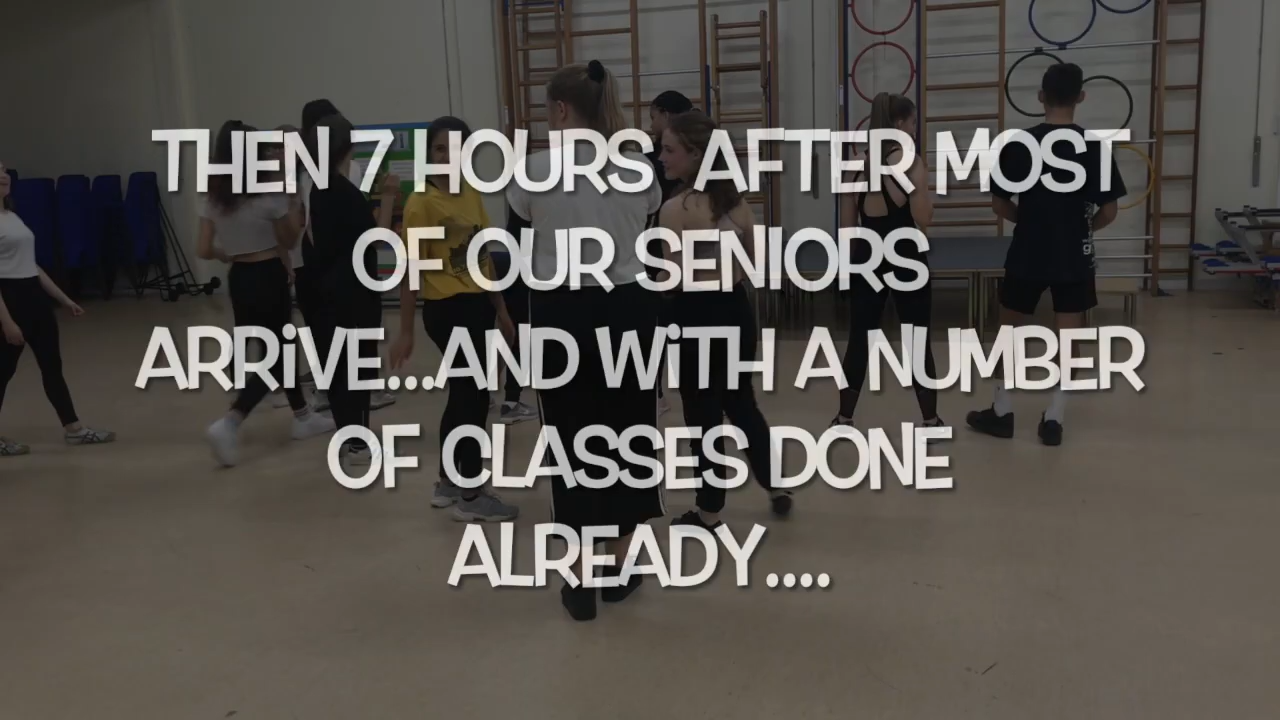 THEN 7 HOURS AFTER MOST
OF OUR SENIORS
ARRiVE...AND WiTH A NUMBER
OF CLASSES DONE
ALREADY....